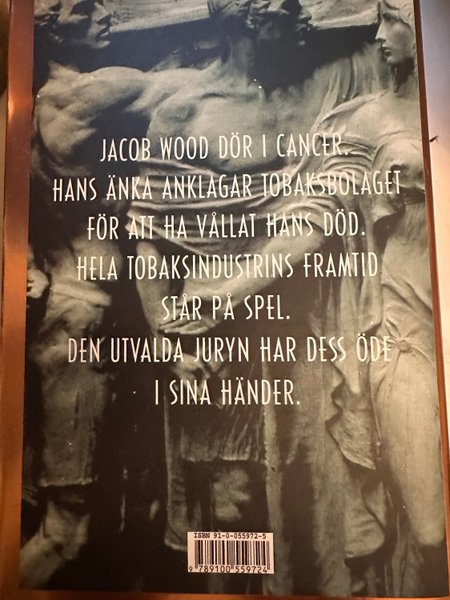 JACOB WOOD DÖR I CANCER.
HANS ÄNKA ANKLAGAR TOBAKSBOLAGET
FÖR ATT HA VÅLLAT HANS DÖD.
HELA TOBAKSINDUSTRINS FRAMTID
STÅR PÅ SPEL.
DEN UTVALDA JURYN HAR DESS ÖDE
I SINA HÄNDER.
ISBN 91-0-055972-5
9 789100 559724